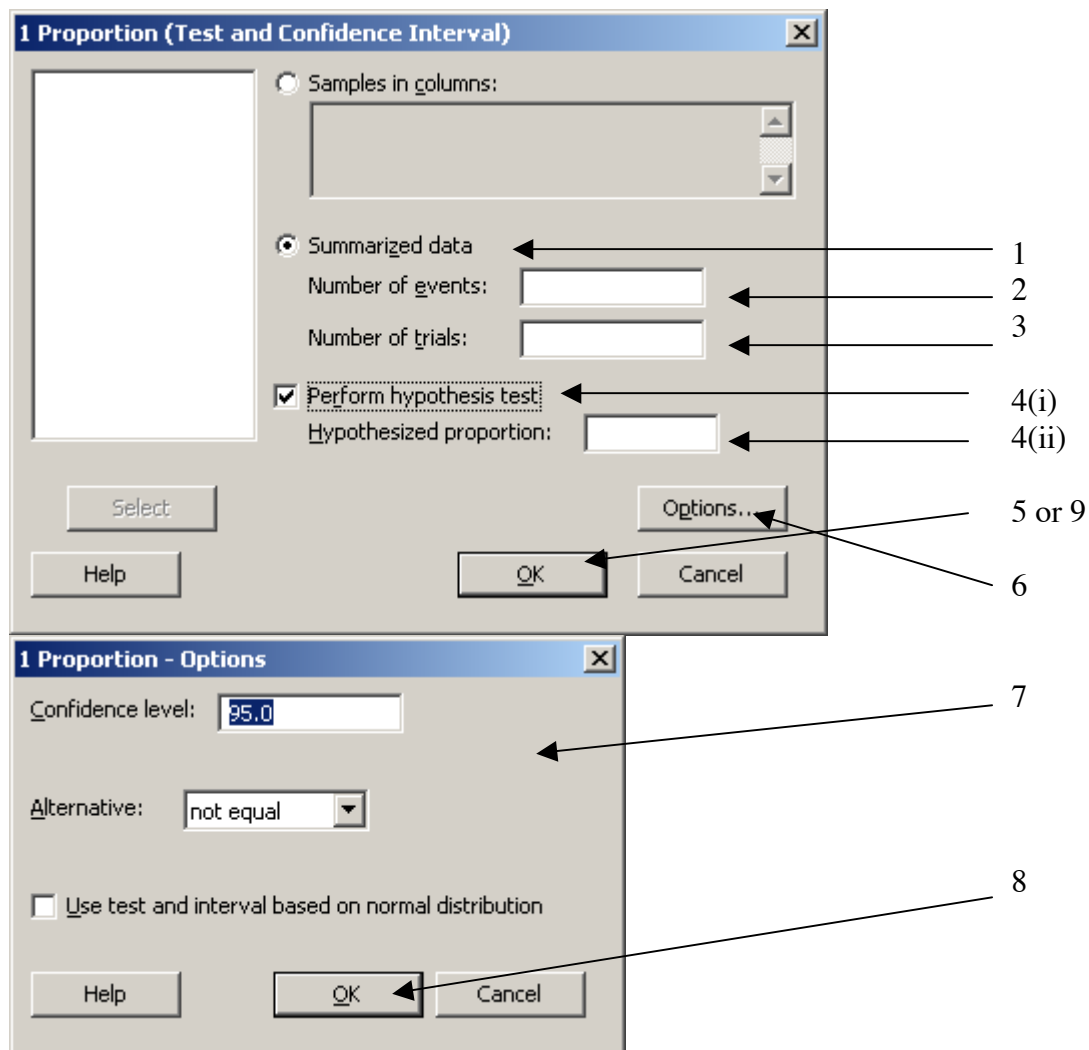 1 Proportion (Test and Confidence Interval)
Samples in columns:
Summarized data
1
Number of events:
2
Number of trials:
3
Perform hypothesis test
4(i)
Hypothesized proportion:
4(ii)
Select
Options...
5 or 9
Help
OK
Cancel
6
1 Proportion - Options
Confidence level: 95.0
7
Alternative: not equal
Use test and interval based on normal distribution
8
Help
OK
Cancel